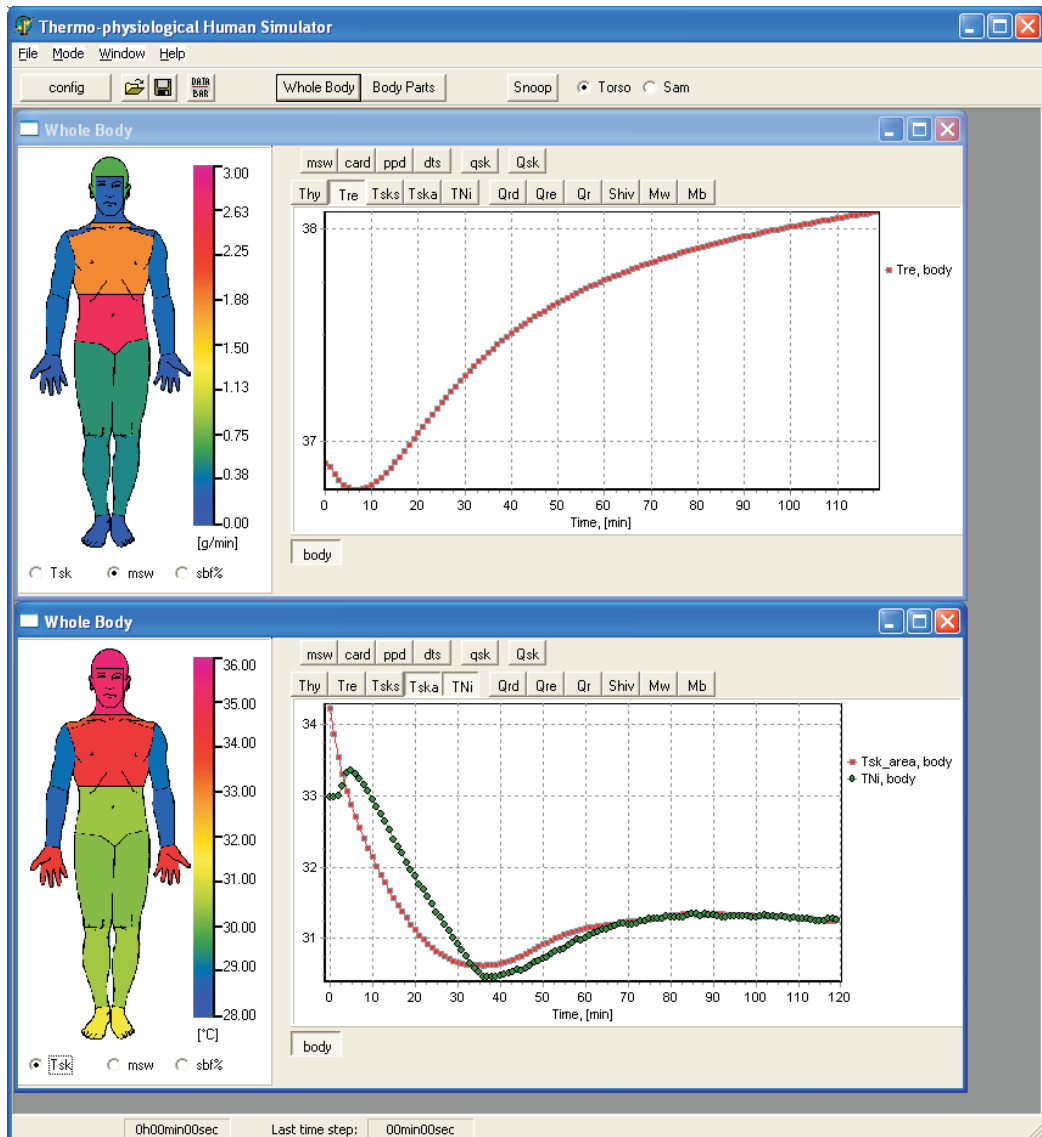 Thermo-physiological Human Simulator
File Mode Window Help
config DATA BAR Whole Body Body Parts Snoop Torso Sam
Whole Body
msw card ppd dts qsk Qsk
Thy Tre Tsks Tska TNi Qrd Qre Qr Shiv Mw Mb
3.00
2.63
2.25
1.88
1.50
1.13
0.75
0.38
0.00
[g/min]
Tsk msw sbf%
38
37
0 10 20 30 40 50 60 70 80 90 100 110
Time, [min]
Tre, body
body
Whole Body
msw card ppd dts qsk Qsk
Thy Tre Tsks Tska TNi Qrd Qre Qr Shiv Mw Mb
36.00
35.00
34.00
33.00
32.00
31.00
30.00
29.00
28.00
[°C]
Tsk msw sbf%
34
33
32
31
0 10 20 30 40 50 60 70 80 90 100 110 120
Time, [min]
Tsk_area, body
TNi, body
body
0h00min00sec Last time step: 00min00sec